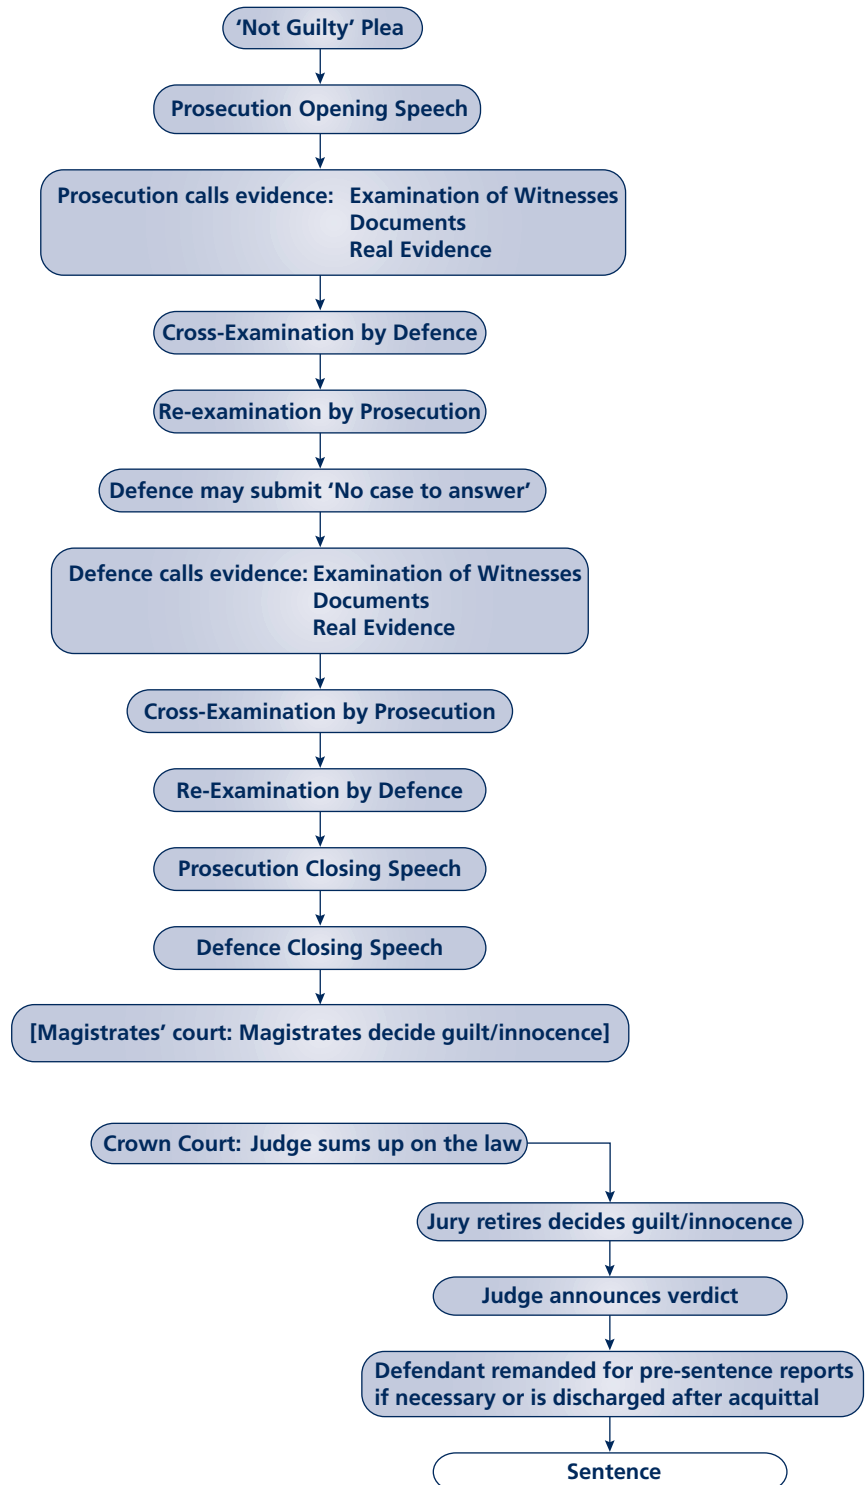 ‘Not Guilty’ Plea
Prosecution Opening Speech
Prosecution calls evidence: Examination of Witnesses
Documents
Real Evidence
Cross-Examination by Defence
Re-examination by Prosecution
Defence may submit ‘No case to answer’
Defence calls evidence: Examination of Witnesses
Documents
Real Evidence
Cross-Examination by Prosecution
Re-Examination by Defence
Prosecution Closing Speech
Defence Closing Speech
[Magistrates’ court: Magistrates decide guilt/innocence]
Crown Court: Judge sums up on the law
Jury retires decides guilt/innocence
Judge announces verdict
Defendant remanded for pre-sentence reports
if necessary or is discharged after acquittal
Sentence